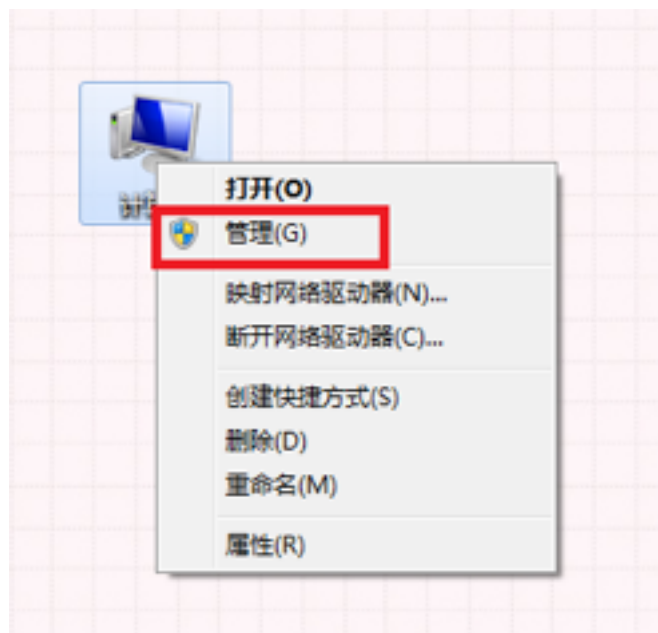 打开(O)
管理(G)
映射网络驱动器(N)...
断开网络驱动器(C)...
创建快捷方式(S)
删除(D)
重命名(M)
属性(R)